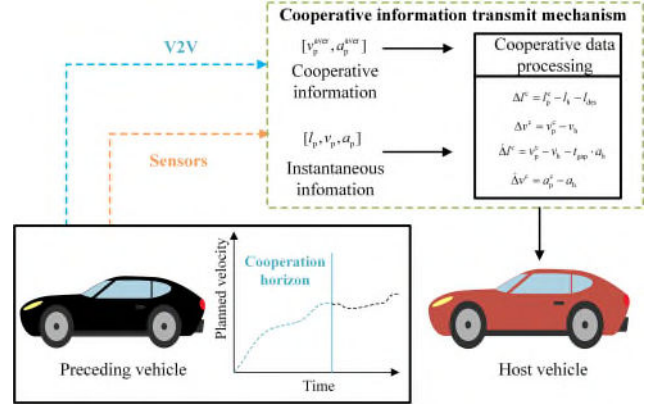 Cooperative information transmit mechanism
V2V
[v_p^aver, a_p^aver]
Cooperative
information
Cooperative data
processing
Δl^c = l_p^c − l_h − l_des
Δv^c = v_p^c − v_h
Δ̇l^c = v_p^c − v_h − t_gap · a_h
Δ̇v^c = a_p^c − a_h
[l_p, v_p, a_p]
Sensors
Instantaneous
infomation
Planned velocity
Cooperation
horizon
Time
Preceding vehicle
Host vehicle